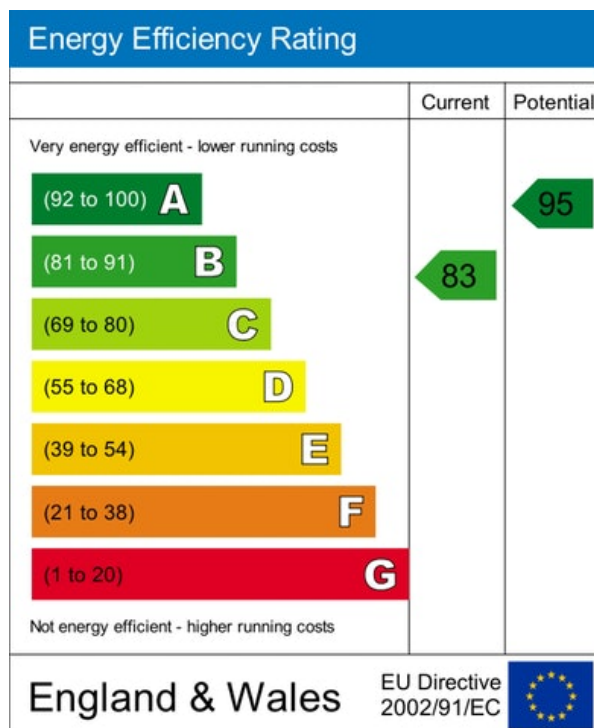 Energy Efficiency Rating
Current Potential
Very energy efficient - lower running costs
(92 to 100) A
95
(81 to 91) B
83
(69 to 80) C
(55 to 68) D
(39 to 54) E
(21 to 38) F
(1 to 20) G
Not energy efficient - higher running costs
England & Wales
EU Directive
2002/91/EC